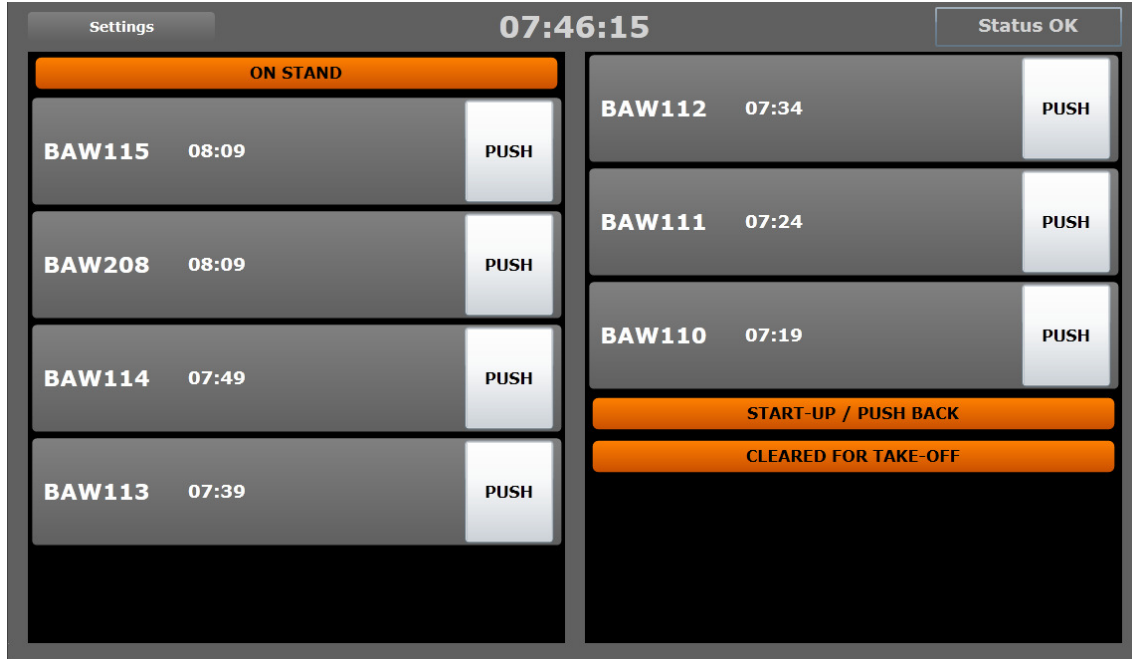 Settings 07:46:15 Status OK
ON STAND
BAW115 08:09 PUSH
BAW208 08:09 PUSH
BAW114 07:49 PUSH
BAW113 07:39 PUSH
BAW112 07:34 PUSH
BAW111 07:24 PUSH
BAW110 07:19 PUSH
START-UP / PUSH BACK
CLEARED FOR TAKE-OFF